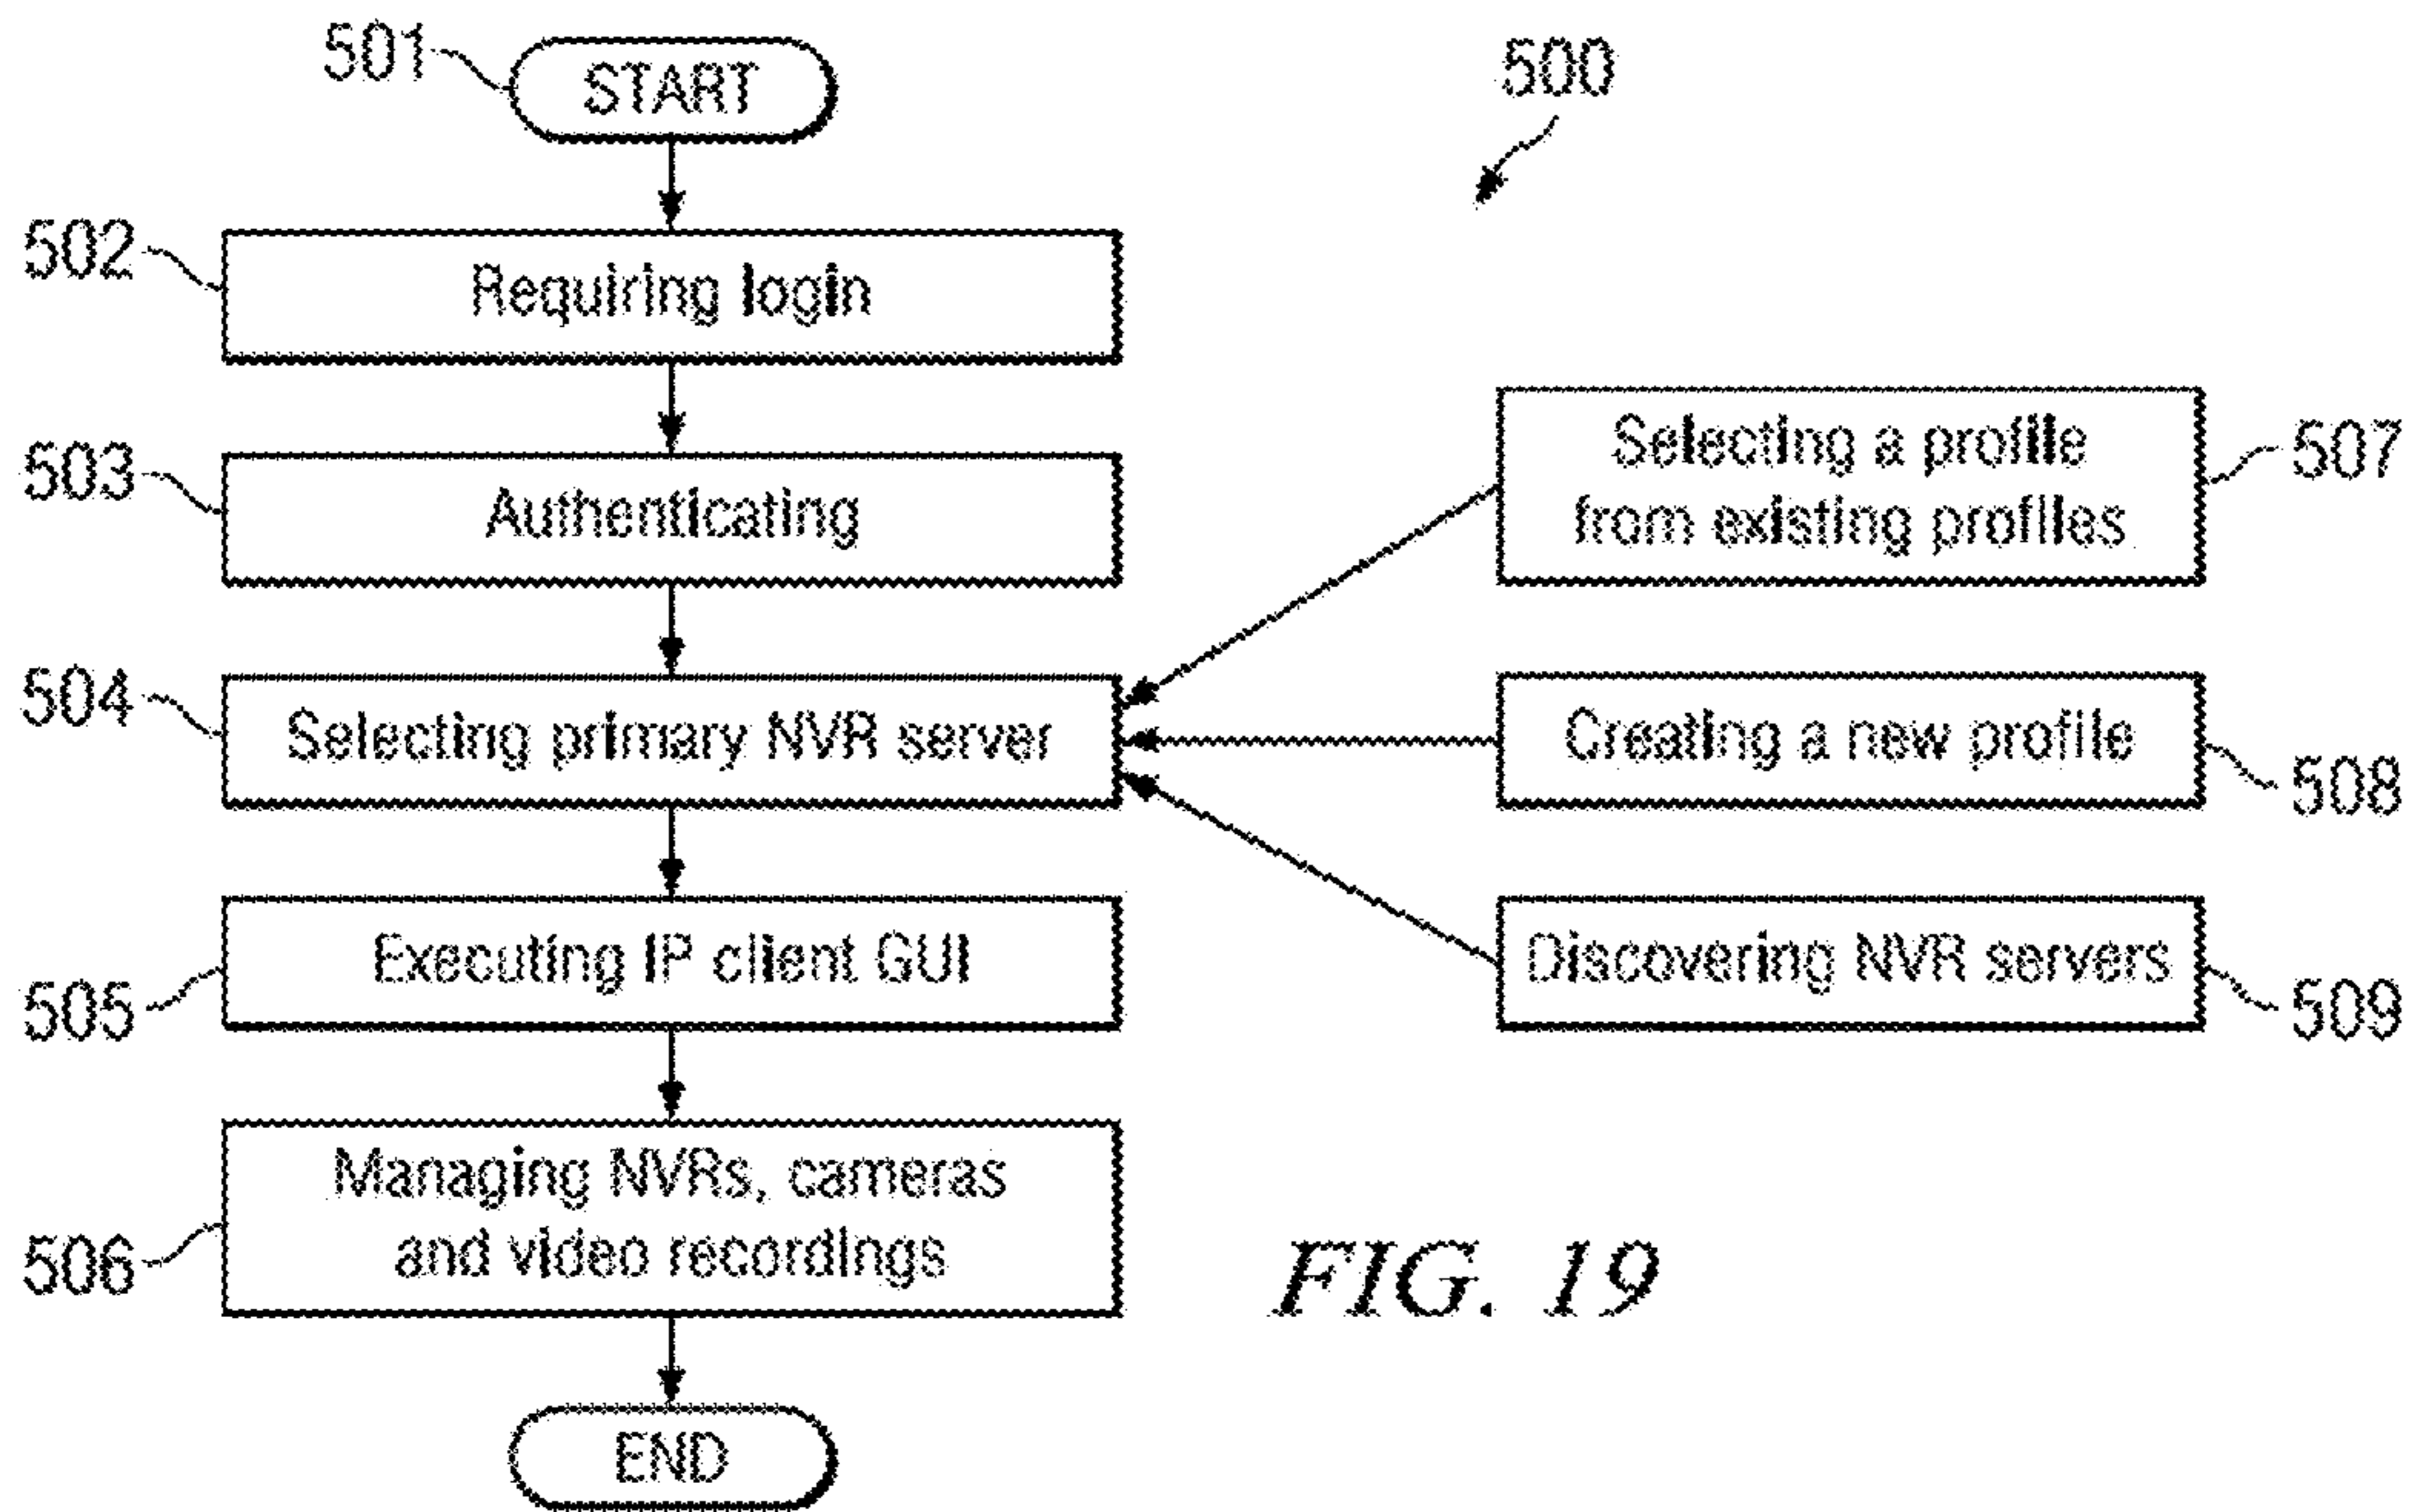 501
START
500
502
Requiring login
503
Authenticating
504
Selecting primary NVR server
505
Executing IP client GUI
506
Managing NVRs, cameras
and video recordings
END
Selecting a profile
from existing profiles
507
Creating a new profile
508
Discovering NVR servers
509
FIG. 19